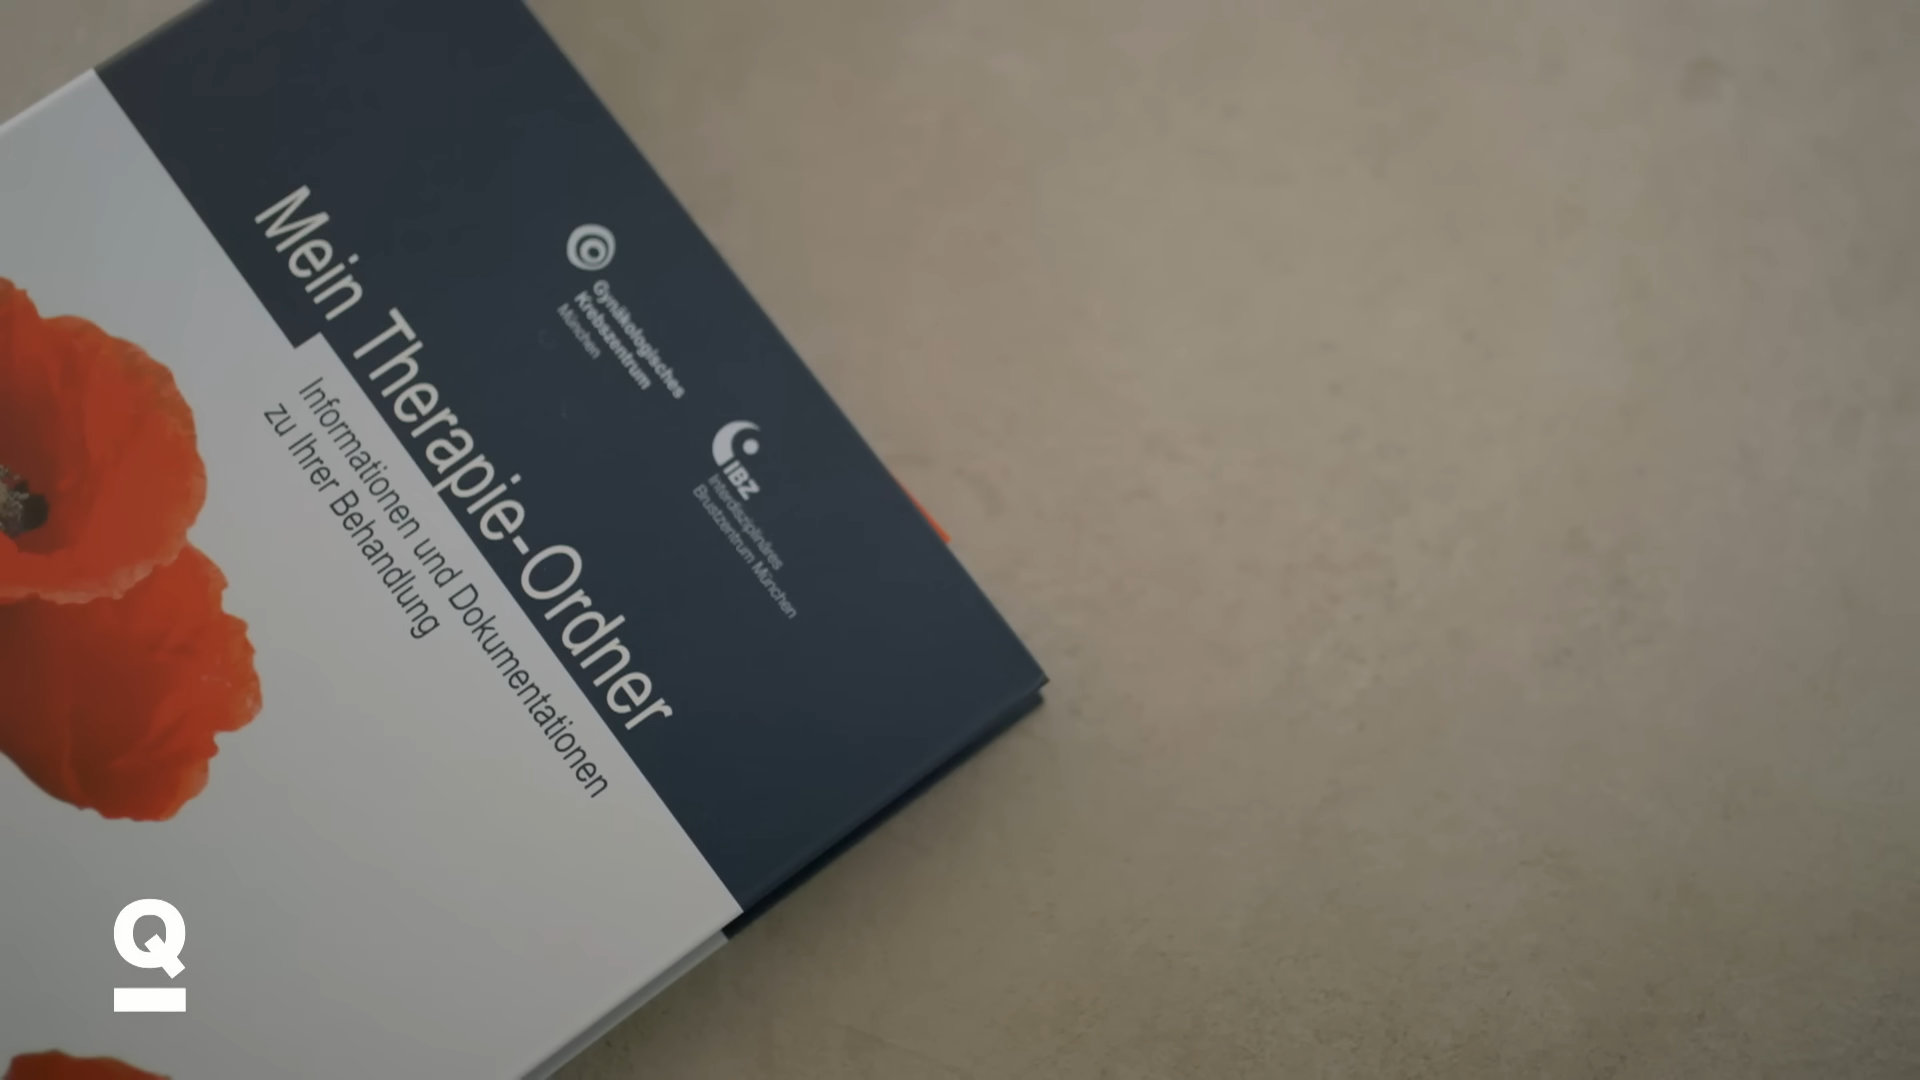 Gynäkologisches
Krebszentrum
München
IBZ
Interdisziplinäres
Brustzentrum München
Mein Therapie-Ordner
Informationen und Dokumentationen
zu Ihrer Behandlung
Q